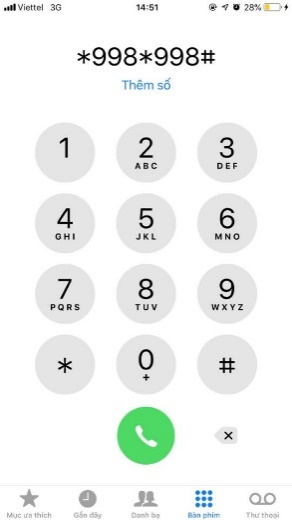 Viettel 3G 14:51 28%
*998*998#
Thêm số
1 2 3
ABC DEF
4 5 6
GHI JKL MNO
7 8 9
PQRS TUV WXYZ
* 0 #
+
Mục ưa thích Gần đây Danh bạ Bàn phím Thư thoại